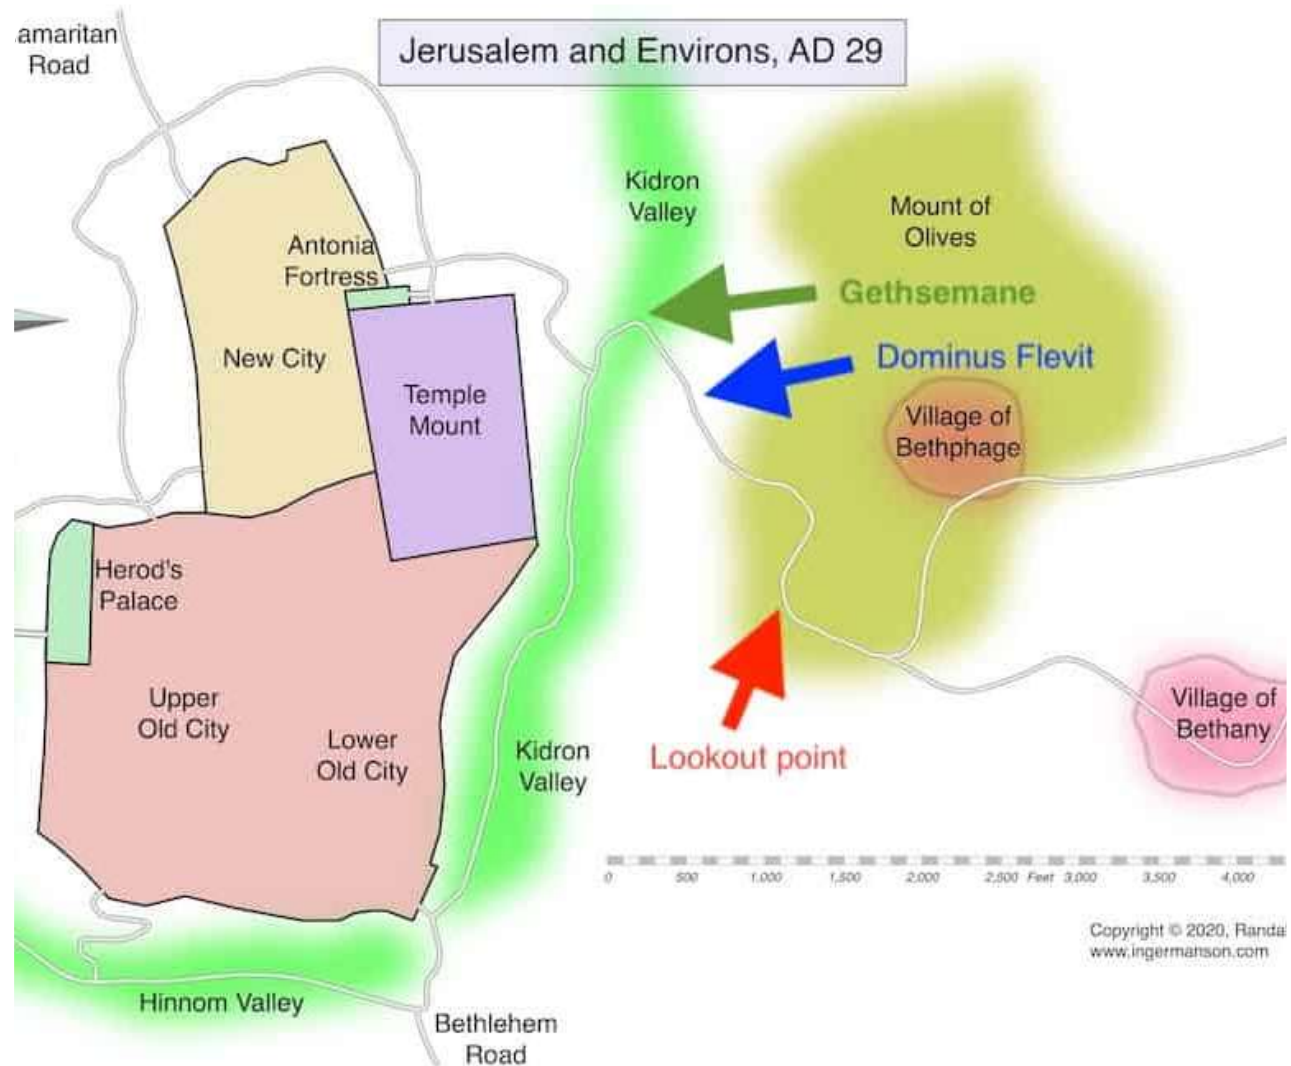 amaritan
Road
Jerusalem and Environs, AD 29
Kidron
Valley
Mount of
Olives
Antonia
Fortress
Gethsemane
New City
Dominus Flevit
Temple
Mount
Village of
Bethphage
Herod's
Palace
Upper
Old City
Lower
Old City
Kidron
Valley
Lookout point
Village of
Bethany
0 500 1,000 1,500 2,000 2,500 Feet 3,000 3,500 4,000
Copyright © 2020, Randa
www.ingermanson.com
Hinnom Valley
Bethlehem
Road